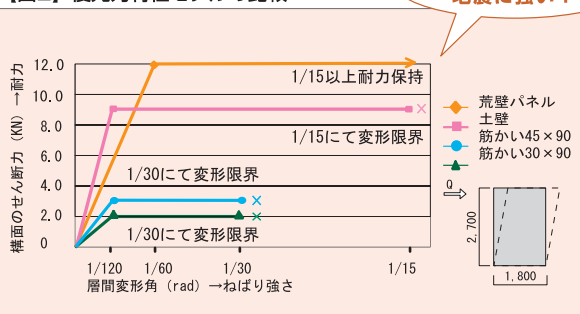 地震に強い！
12.0
10.0
8.0
6.0
4.0
2.0
0
構面のせん断力（KN）→耐力
1/15以上耐力保持
1/15にて変形限界
1/30にて変形限界
1/30にて変形限界
1/120
1/60
1/30
1/15
層間変形角（rad）→ねばり強さ
荒壁パネル
土壁
筋かい45×90
筋かい30×90
Q
2,700
1,800